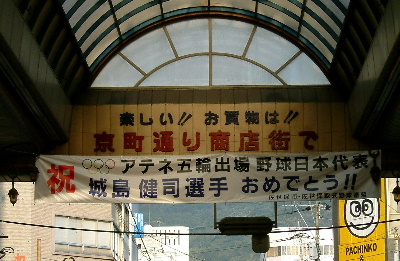 楽しい!! お買物は!!
京町通り商店街で
祝
アテネ五輪出場 野球日本代表
城島 健司選手 おめでとう!!
PACHINKO